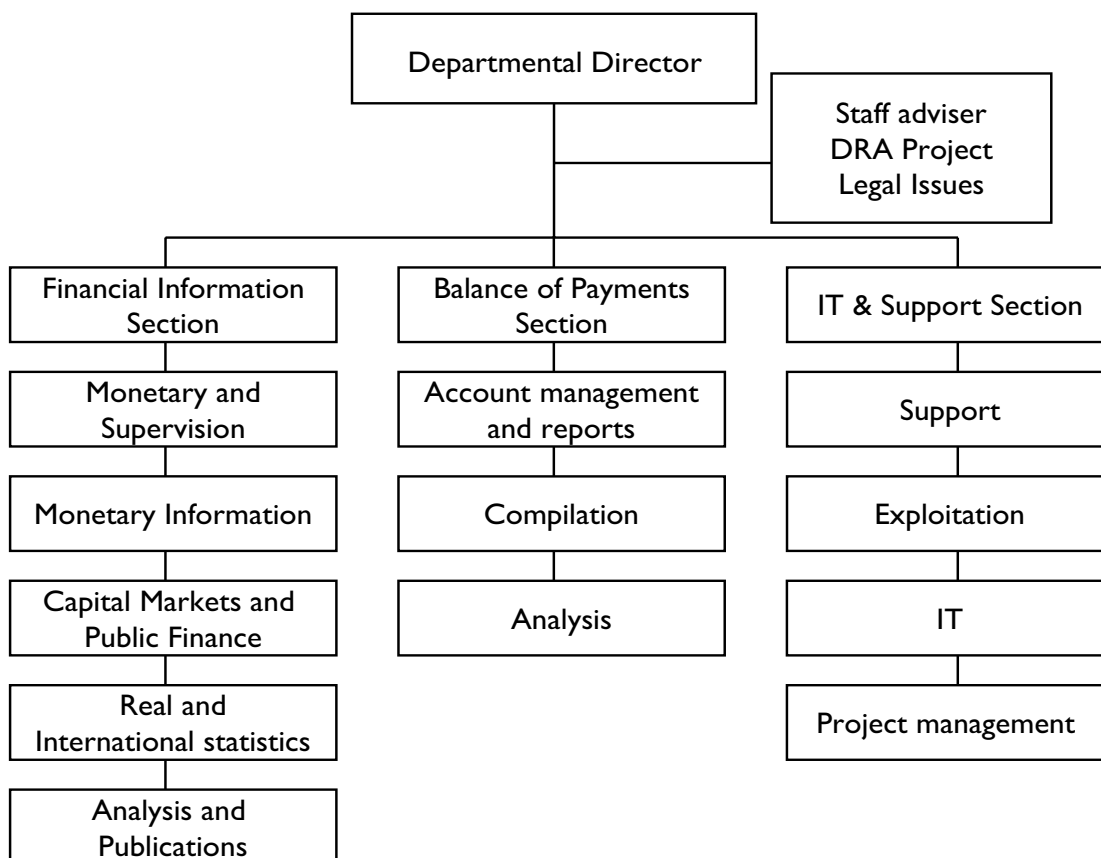 Departmental Director
Staff adviser
DRA Project
Legal Issues
Financial Information
Section
Monetary and
Supervision
Monetary Information
Capital Markets and
Public Finance
Real and
International statistics
Analysis and
Publications
Balance of Payments
Section
Account management
and reports
Compilation
Analysis
IT & Support Section
Support
Exploitation
IT
Project management